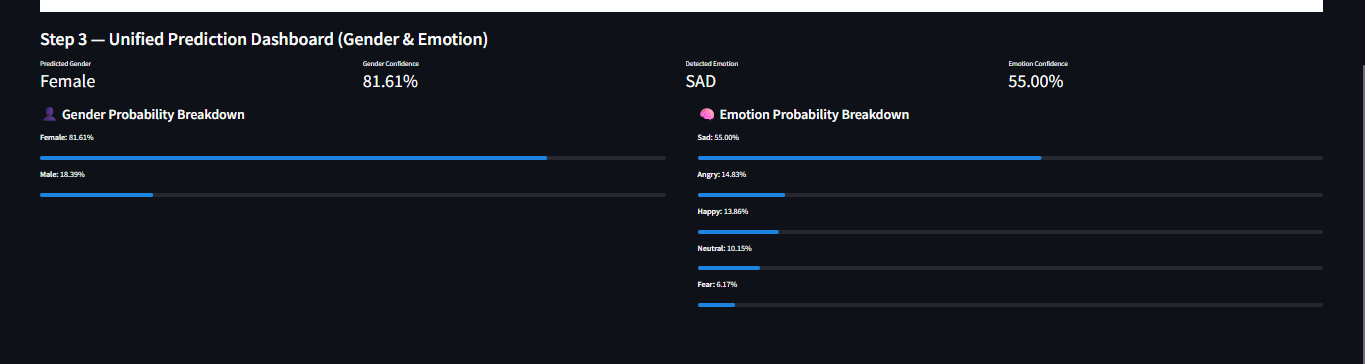 Step 3 — Unified Prediction Dashboard (Gender & Emotion)
Predicted Gender
Female
Gender Confidence
81.61%
Detected Emotion
SAD
Emotion Confidence
55.00%
👤 Gender Probability Breakdown
Female: 81.61%
Male: 18.39%
🧠 Emotion Probability Breakdown
Sad: 55.00%
Angry: 14.83%
Happy: 13.86%
Neutral: 10.15%
Fear: 6.17%